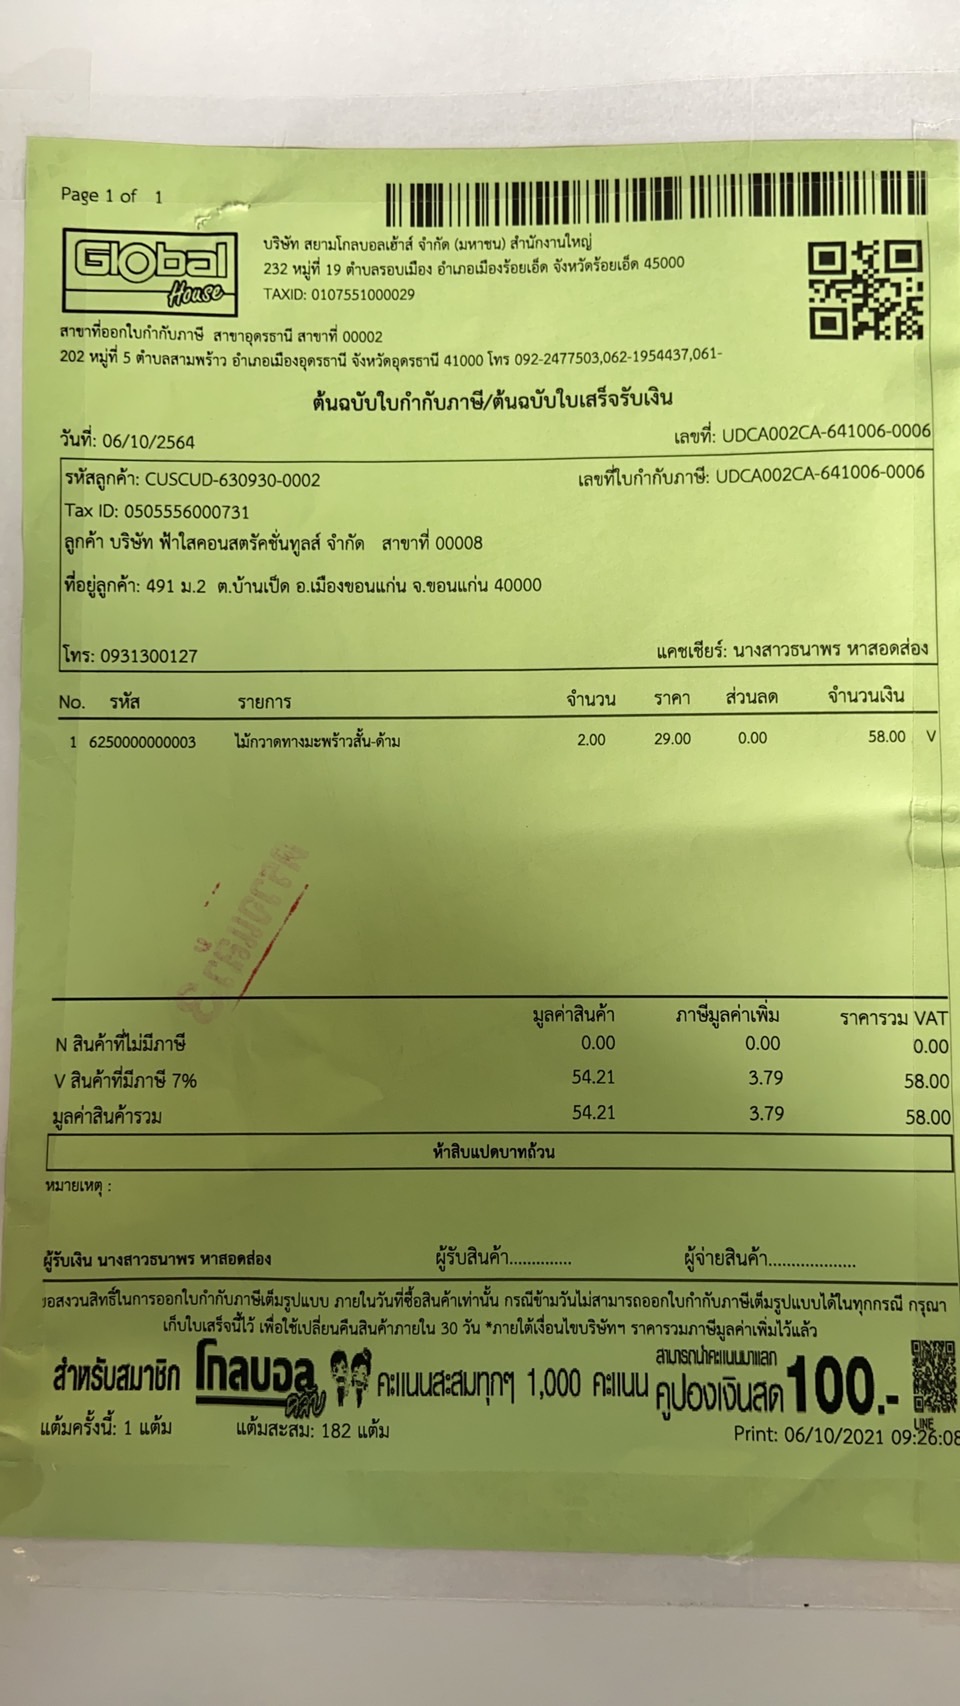 Page 1 of 1
Global House
บริษัท สยามโกลบอลเฮ้าส์ จำกัด (มหาชน) สำนักงานใหญ่
232 หมู่ที่ 19 ตำบลรอบเมือง อำเภอเมืองร้อยเอ็ด จังหวัดร้อยเอ็ด 45000
TAXID: 0107551000029
สาขาที่ออกใบกำกับภาษี สาขาอุดรธานี สาขาที่ 00002
202 หมู่ที่ 5 ตำบลสามพร้าว อำเภอเมืองอุดรธานี จังหวัดอุดรธานี 41000 โทร 092-2477503,062-1954437,061-
ต้นฉบับใบกำกับภาษี/ต้นฉบับใบเสร็จรับเงิน
วันที่: 06/10/2564 เลขที่: UDCA002CA-641006-0006
รหัสลูกค้า: CUSCUD-630930-0002 เลขที่ใบกำกับภาษี: UDCA002CA-641006-0006
Tax ID: 0505556000731
ลูกค้า บริษัท ฟ้าใสคอนสตรัคชั่นทูลส์ จำกัด สาขาที่ 00008
ที่อยู่ลูกค้า: 491 ม.2 ต.บ้านเป็ด อ.เมืองขอนแก่น จ.ขอนแก่น 40000
โทร: 0931300127 แคชเชียร์: นางสาวธนาพร หาสอดส่อง
No. รหัส รายการ จำนวน ราคา ส่วนลด จำนวนเงิน
1 6250000000003 ไม้กวาดทางมะพร้าวสั้น-ด้าม 2.00 29.00 0.00 58.00 V
มูลค่าสินค้า ภาษีมูลค่าเพิ่ม ราคารวม VAT
N สินค้าที่ไม่มีภาษี 0.00 0.00 0.00
V สินค้าที่มีภาษี 7% 54.21 3.79 58.00
มูลค่าสินค้ารวม 54.21 3.79 58.00
ห้าสิบแปดบาทถ้วน
หมายเหตุ :
ผู้รับเงิน นางสาวธนาพร หาสอดส่อง ผู้รับสินค้า.............. ผู้จ่ายสินค้า...................
ขอสงวนสิทธิ์ในการออกใบกำกับภาษีเต็มรูปแบบ ภายในวันที่ซื้อสินค้าเท่านั้น กรณีข้ามวันไม่สามารถออกใบกำกับภาษีเต็มรูปแบบได้ในทุกกรณี กรุณา
เก็บใบเสร็จนี้ไว้ เพื่อใช้เปลี่ยนคืนสินค้าภายใน 30 วัน *ภายใต้เงื่อนไขบริษัทฯ ราคารวมภาษีมูลค่าเพิ่มไว้แล้ว
สำหรับสมาชิก โกลบอล คลับ คะแนนสะสมทุกๆ 1,000 คะแนน สามารถนำคะแนนมาแลก คูปองเงินสด 100.-
LINE
แต้มครั้งนี้: 1 แต้ม แต้มสะสม: 182 แต้ม Print: 06/10/2021 09:26:08